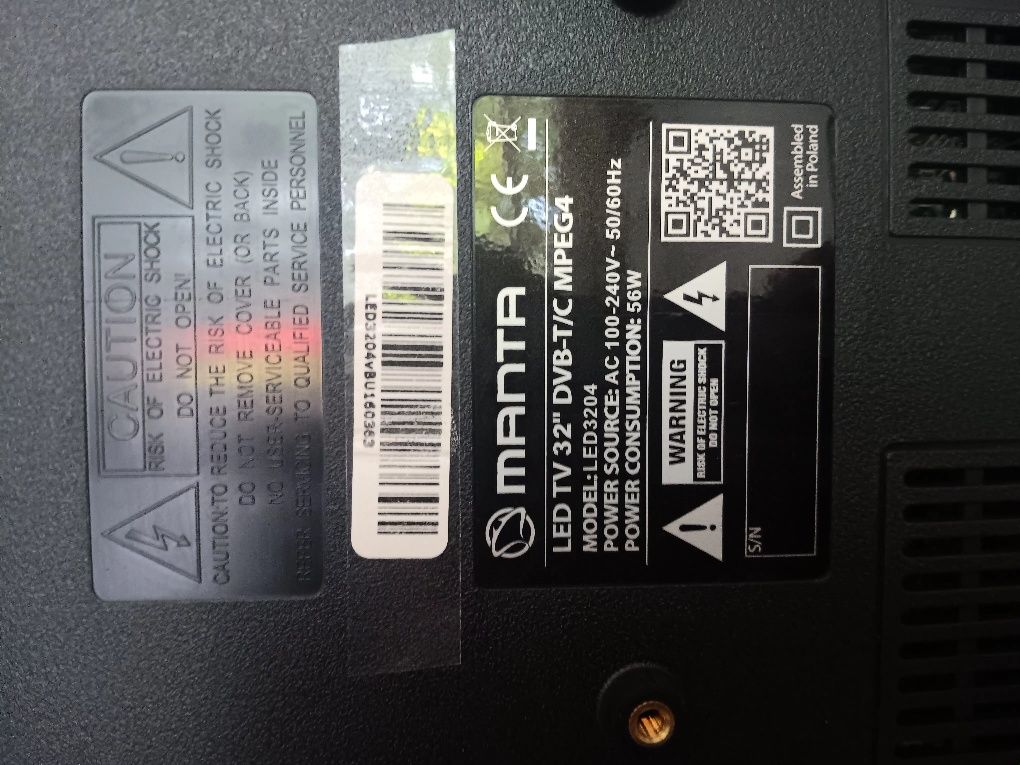 CAUTION
RISK OF ELECTRIC SHOCK
DO NOT OPEN!
CAUTION:TO REDUCE THE RISK OF ELECTRIC SHOCK
DO NOT REMOVE COVER (OR BACK)
NO USER-SERVICEABLE PARTS INSIDE
REFER SERVICING TO QUALIFIED SERVICE PERSONNEL
LED3204VBU160363
MANTA
LED TV 32" DVB-T/C MPEG4
MODEL: LED3204
POWER SOURCE: AC 100-240V~ 50/60Hz
POWER CONSUMPTION: 56W
WARNING
RISK OF ELECTRIC SHOCK
DO NOT OPEN
S/N
Assembled
in Poland